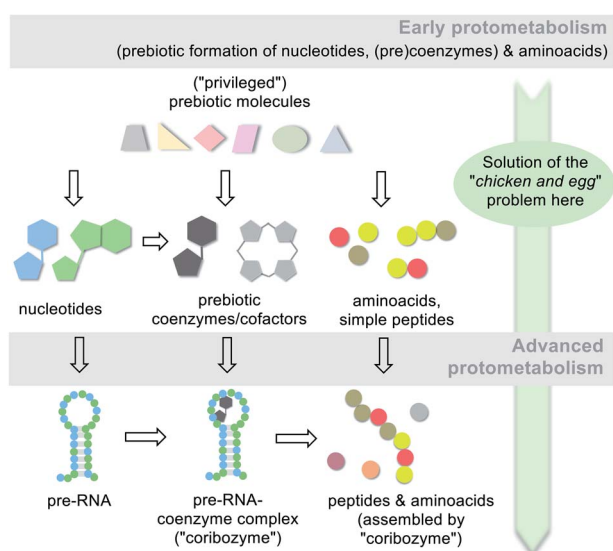 Early protometabolism
(prebiotic formation of nucleotides, (pre)coenzymes) & aminoacids)
("privileged")
prebiotic molecules
Solution of the
"chicken and egg"
problem here
nucleotides
prebiotic
coenzymes/cofactors
aminoacids,
simple peptides
Advanced
protometabolism
pre-RNA
pre-RNA-
coenzyme complex
("coribozyme")
peptides & aminoacids
(assembled by
"coribozyme")